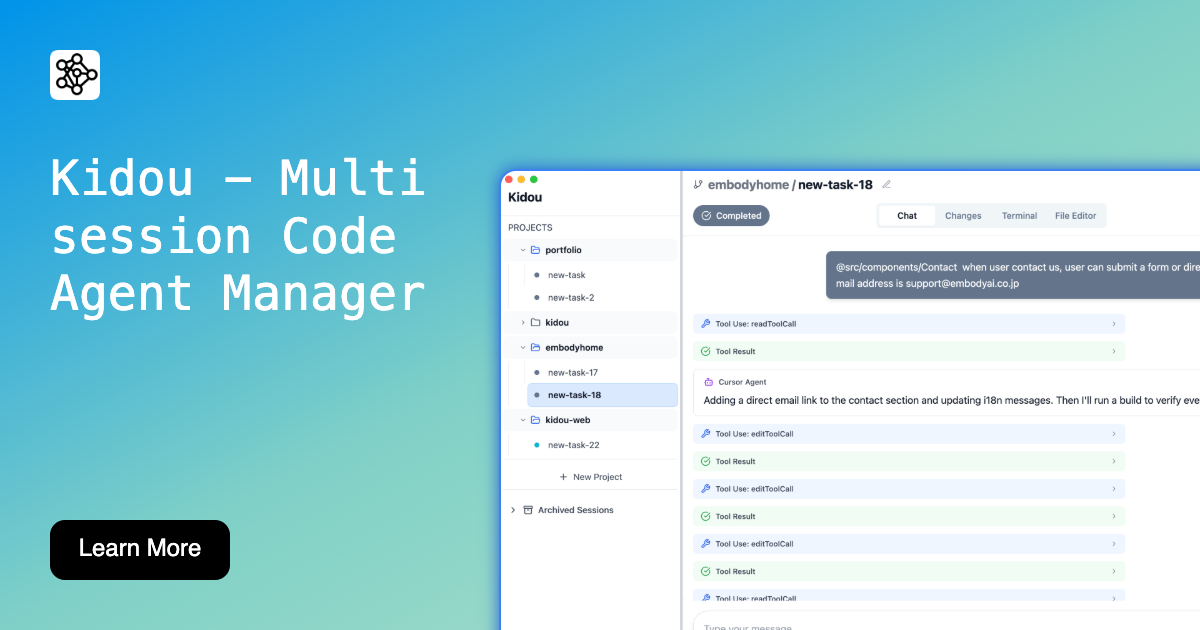 Kidou – Multi
session Code
Agent Manager
Learn More
Kidou
PROJECTS
portfolio
new-task
new-task-2
kidou
embodyhome
new-task-17
new-task-18
kidou-web
new-task-22
+ New Project
Archived Sessions
embodyhome / new-task-18
Completed
Chat Changes Terminal File Editor
@src/components/Contact when user contact us, user can submit a form or dire
mail address is support@embodyai.co.jp
Tool Use: readToolCall
Tool Result
Cursor Agent
Adding a direct email link to the contact section and updating i18n messages. Then I'll run a build to verify eve
Tool Use: editToolCall
Tool Result
Tool Use: editToolCall
Tool Result
Tool Use: editToolCall
Tool Result
Tool Use: readToolCall
Type your message